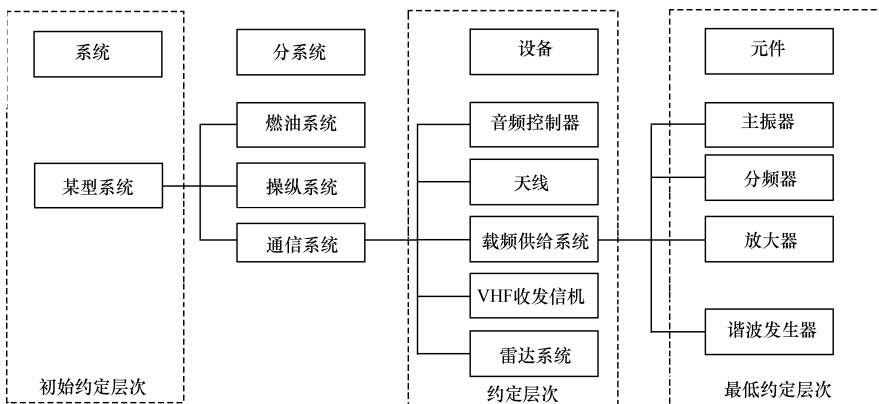 系统
分系统
设备
元件
燃油系统
音频控制器
主振器
某型系统
操纵系统
天线
分频器
通信系统
载频供给系统
放大器
VHF收发信机
谐波发生器
雷达系统
初始约定层次
约定层次
最低约定层次